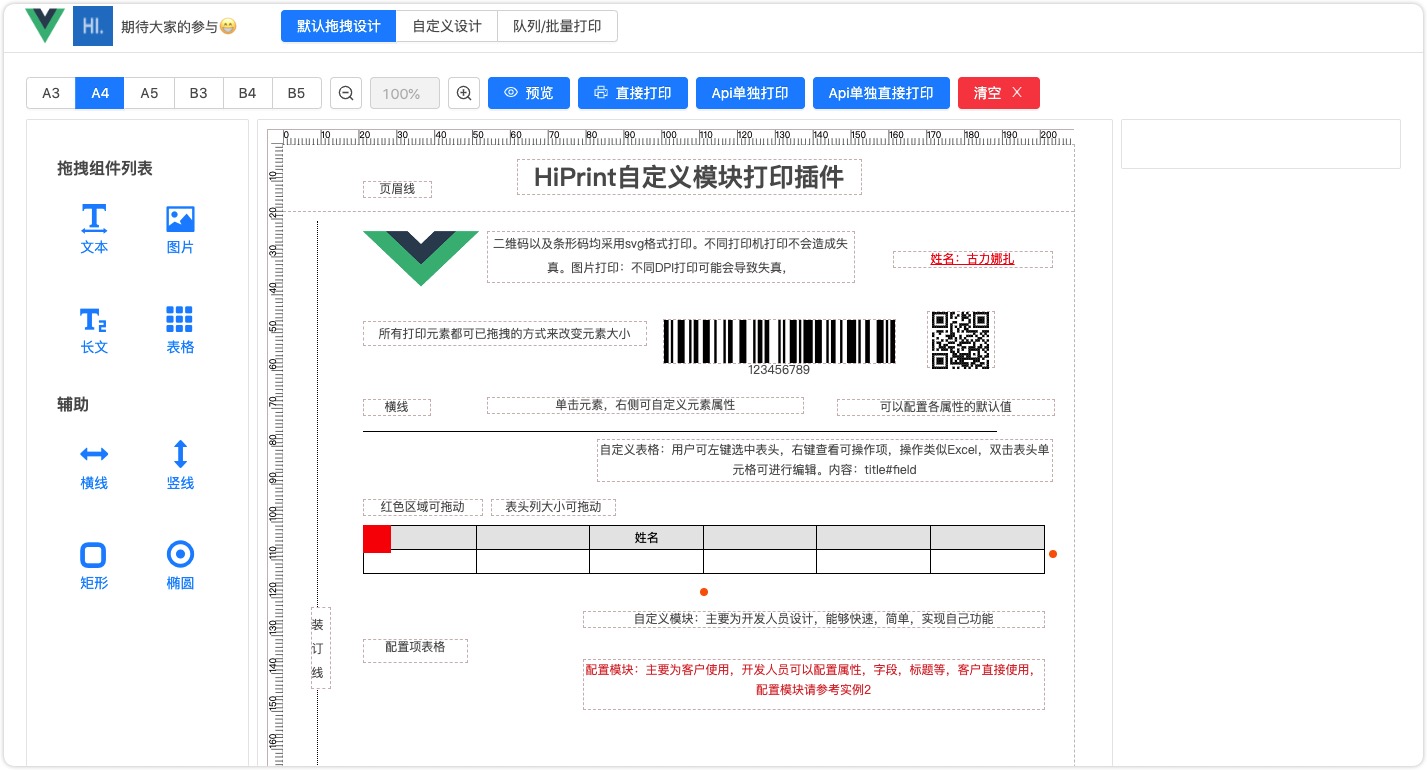 HI. 期待大家的参与😁 默认拖拽设计 自定义设计 队列/批量打印
A3 A4 A5 B3 B4 B5 100% 预览 直接打印 Api单独打印 Api单独直接打印 清空 X
拖拽组件列表
文本 图片
长文 表格
辅助
横线 竖线
矩形 椭圆
0 10 20 30 40 50 60 70 80 90 100 110 120 130 140 150 160 170 180 190 200
10
20
30
40
50
60
70
80
90
100
110
120
130
140
150
160
HiPrint自定义模块打印插件
页眉线
二维码以及条形码均采用svg格式打印。不同打印机打印不会造成失
真。图片打印：不同DPI打印可能会导致失真，
姓名：古力娜扎
所有打印元素都可已拖拽的方式来改变元素大小
123456789
横线 单击元素，右侧可自定义元素属性 可以配置各属性的默认值
自定义表格：用户可左键选中表头，右键查看可操作项，操作类似Excel，双击表头单
元格可进行编辑。内容：title#field
红色区域可拖动 表头列大小可拖动
姓名
自定义模块：主要为开发人员设计，能够快速，简单，实现自己功能
装
订
线
配置项表格
配置模块：主要为客户使用，开发人员可以配置属性，字段，标题等，客户直接使用，
配置模块请参考实例2